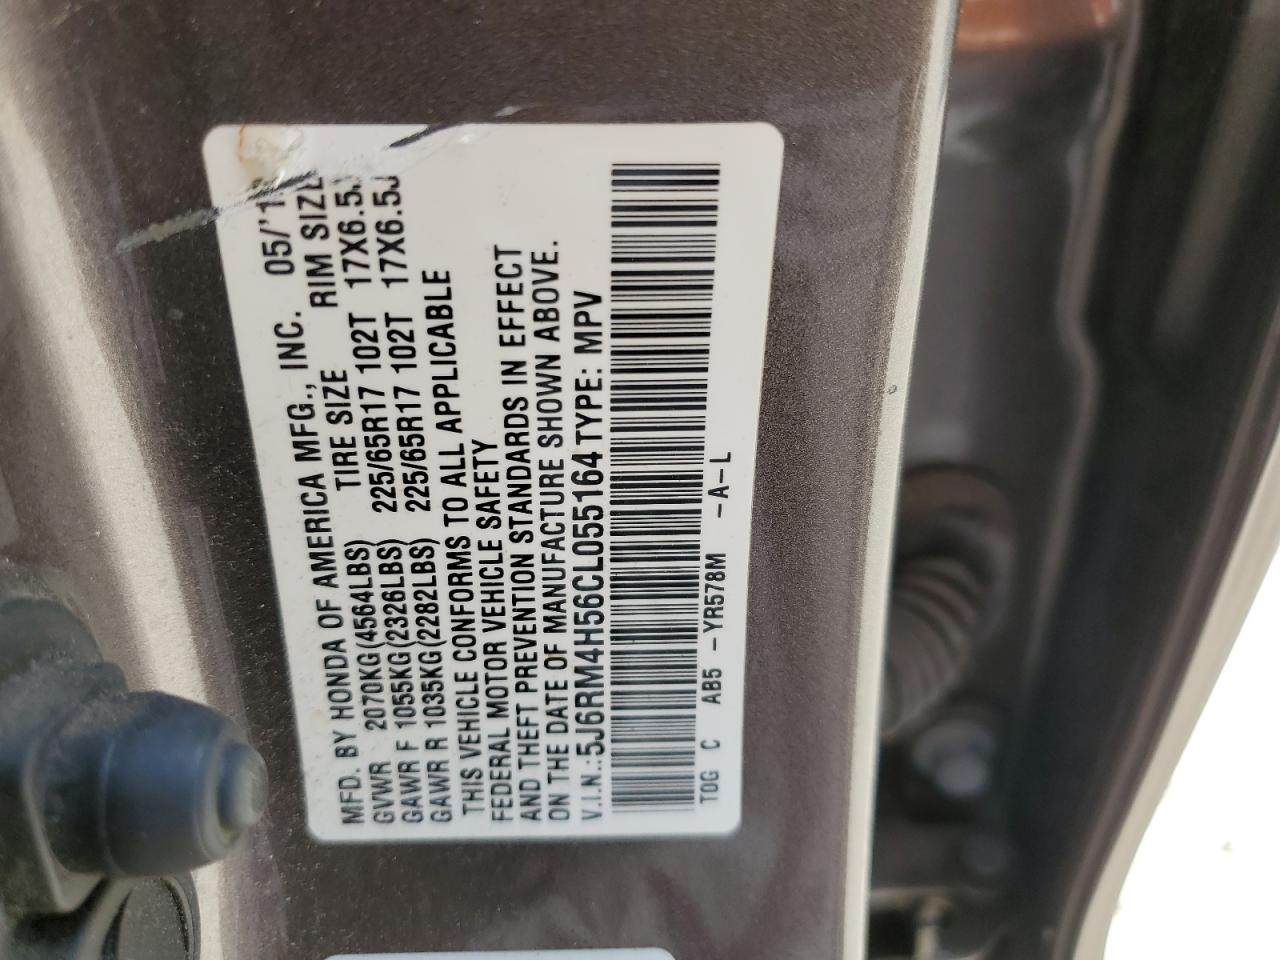 MFD. BY HONDA OF AMERICA MFG., INC. 05/'1
TIRE SIZE RIM SIZE
GVWR 2070KG(4564LBS)
GAWR F 1055KG(2326LBS) 225/65R17 102T 17X6.5J
GAWR R 1035KG(2282LBS) 225/65R17 102T 17X6.5J
THIS VEHICLE CONFORMS TO ALL APPLICABLE
FEDERAL MOTOR VEHICLE SAFETY
AND THEFT PREVENTION STANDARDS IN EFFECT
ON THE DATE OF MANUFACTURE SHOWN ABOVE.
V.I.N.:5J6RM4H56CL055164 TYPE: MPV
T0G C AB5 -YR578M -A-L